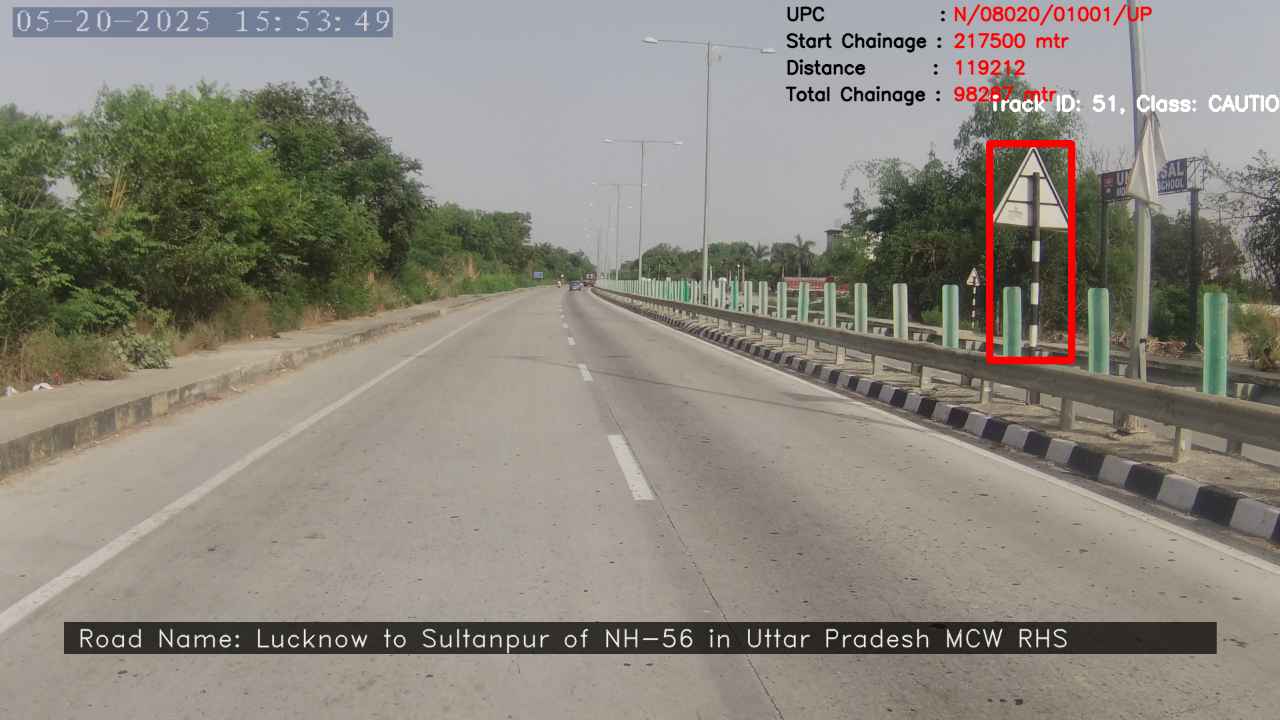 05-20-2025 15:53:49
UPC : N/08020/01001/UP
Start Chainage : 217500 mtr
Distance : 119212
Total Chainage : 98287 mtr
Track ID: 51, Class: CAUTIO
SAL
SCHOOL
Road Name: Lucknow to Sultanpur of NH-56 in Uttar Pradesh MCW RHS